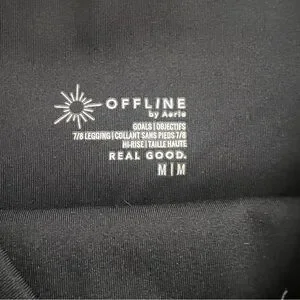 OFFLINE
by Aerie
GOALS | OBJECTIFS
7/8 LEGGING | COLLANT SANS PIEDS 7/8
HI-RISE | TAILLE HAUTE
REAL GOOD.
M | M